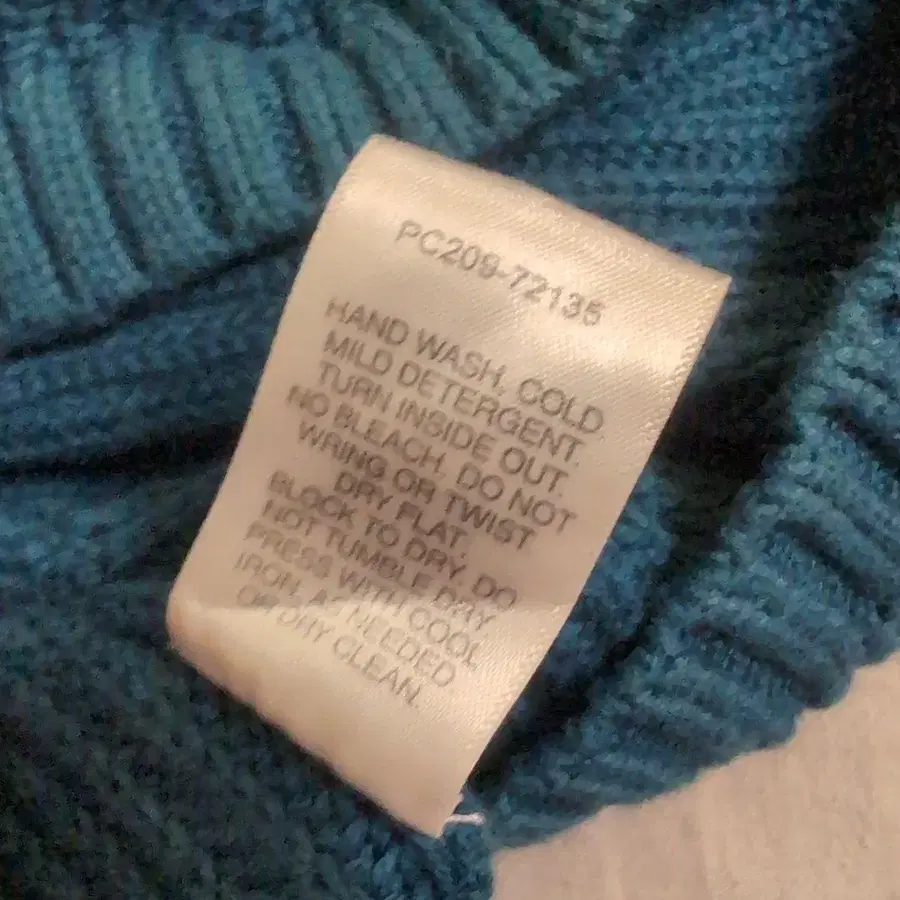 PC209-72135
HAND WASH, COLD
MILD DETERGENT.
TURN INSIDE OUT.
NO BLEACH. DO NOT
WRING OR TWIST
DRY FLAT.
BLOCK TO DRY. DO
NOT TUMBLE DRY
PRESS WITH COOL
IRON, AS NEEDED
OR DRY CLEAN.